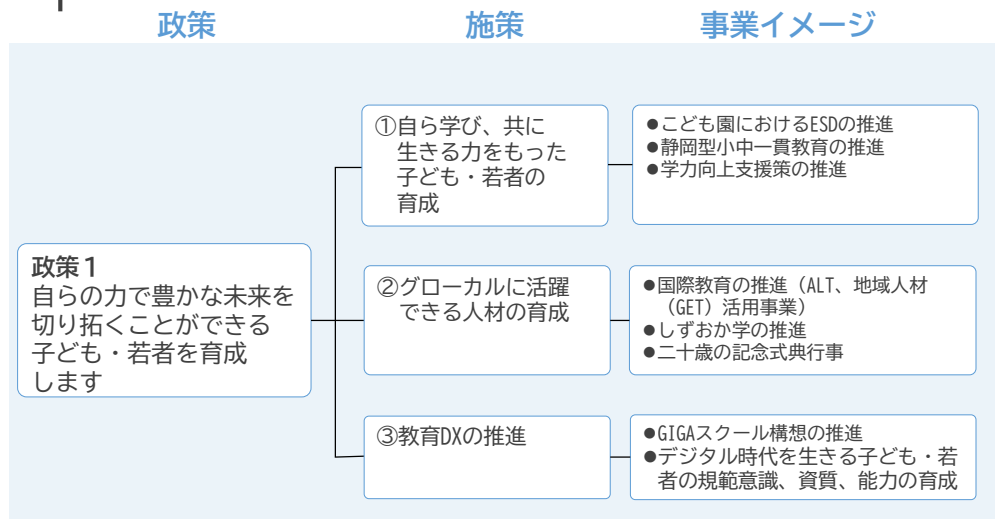 政策
施策
事業イメージ
政策１
自らの力で豊かな未来を
切り拓くことができる
子ども・若者を育成
します
①自ら学び、共に
生きる力をもった
子ども・若者の
育成
●こども園におけるESDの推進
●静岡型小中一貫教育の推進
●学力向上支援策の推進
②グローカルに活躍
できる人材の育成
●国際教育の推進（ALT、地域人材
（GET）活用事業）
●しずおか学の推進
●二十歳の記念式典行事
③教育DXの推進
●GIGAスクール構想の推進
●デジタル時代を生きる子ども・若
者の規範意識、資質、能力の育成